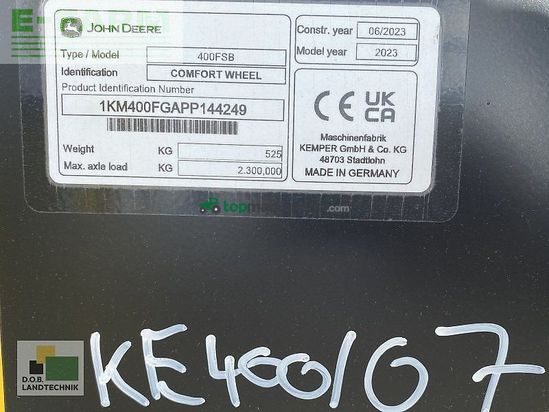 JOHN DEERE
Constr. year 06/2023
Model year 2023
Type / Model 400FSB
Identification COMFORT WHEEL
Product Identification Number
1KM400FGAPP144249
Weight KG 525
Max. axle load KG 2.300,000
CE UK CA
Maschinenfabrik
KEMPER GmbH & Co. KG
48703 Stadtlohn
MADE IN GERMANY
KE400/07
D.O.B.
LANDTECHNIK